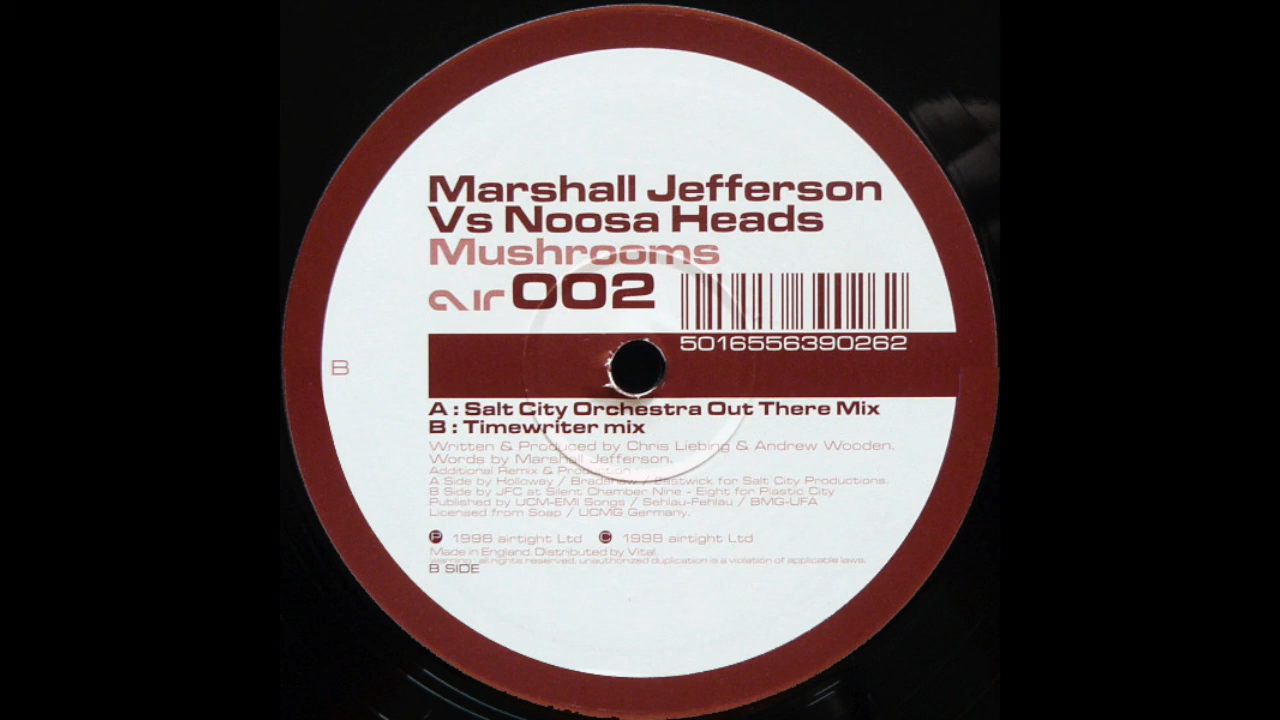 Marshall Jefferson
Vs Noosa Heads
Mushrooms
air 002
5016556390262
B
A : Salt City Orchestra Out There Mix
B : Timewriter mix
Written & Produced by Chris Liebing & Andrew Wooden.
Words by Marshall Jefferson.
Additional Remix & Production :
A Side by Holloway / Bradshaw / Eastwick for Salt City Productions.
B Side by JFC at Silent Chamber Nine - Eight for Plastic City
Published by UCM-EMI Songs / Sehlau-Fehlau / BMG-UFA
Licensed from Soap / UCMG Germany.
P 1998 airtight Ltd C 1998 airtight Ltd
Made in England. Distributed by Vital.
warning : all rights reserved, unauthorized duplication is a violation of applicable laws.
B SIDE